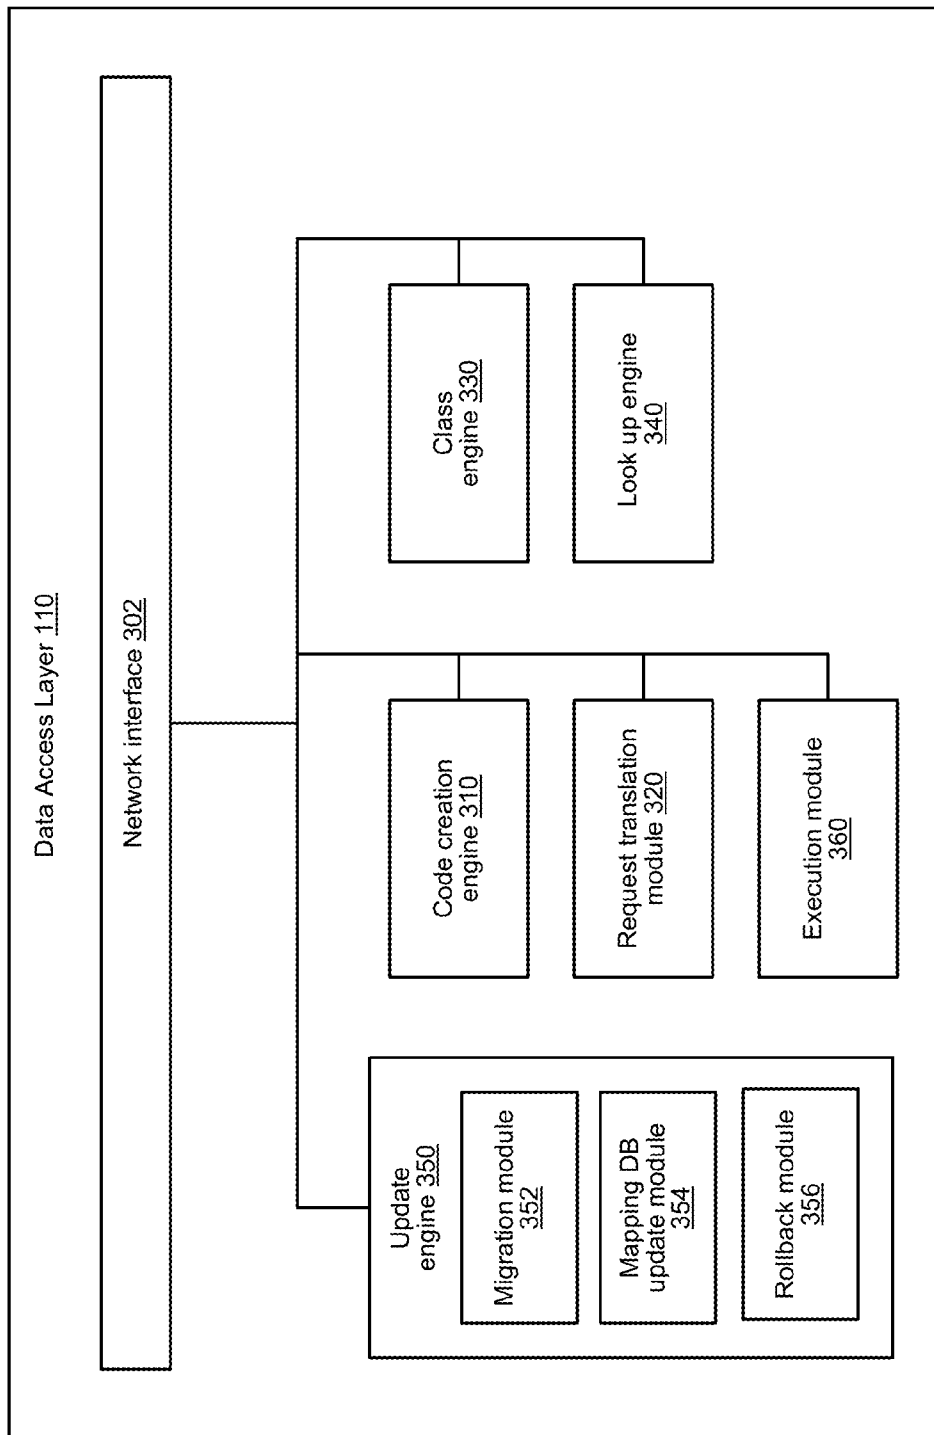 Data Access Layer 110
Network interface 302
Update
engine 350
Migration module
352
Mapping DB
update module
354
Rollback module
356
Code creation
engine 310
Request translation
module 320
Execution module
360
Class
engine 330
Look up engine
340